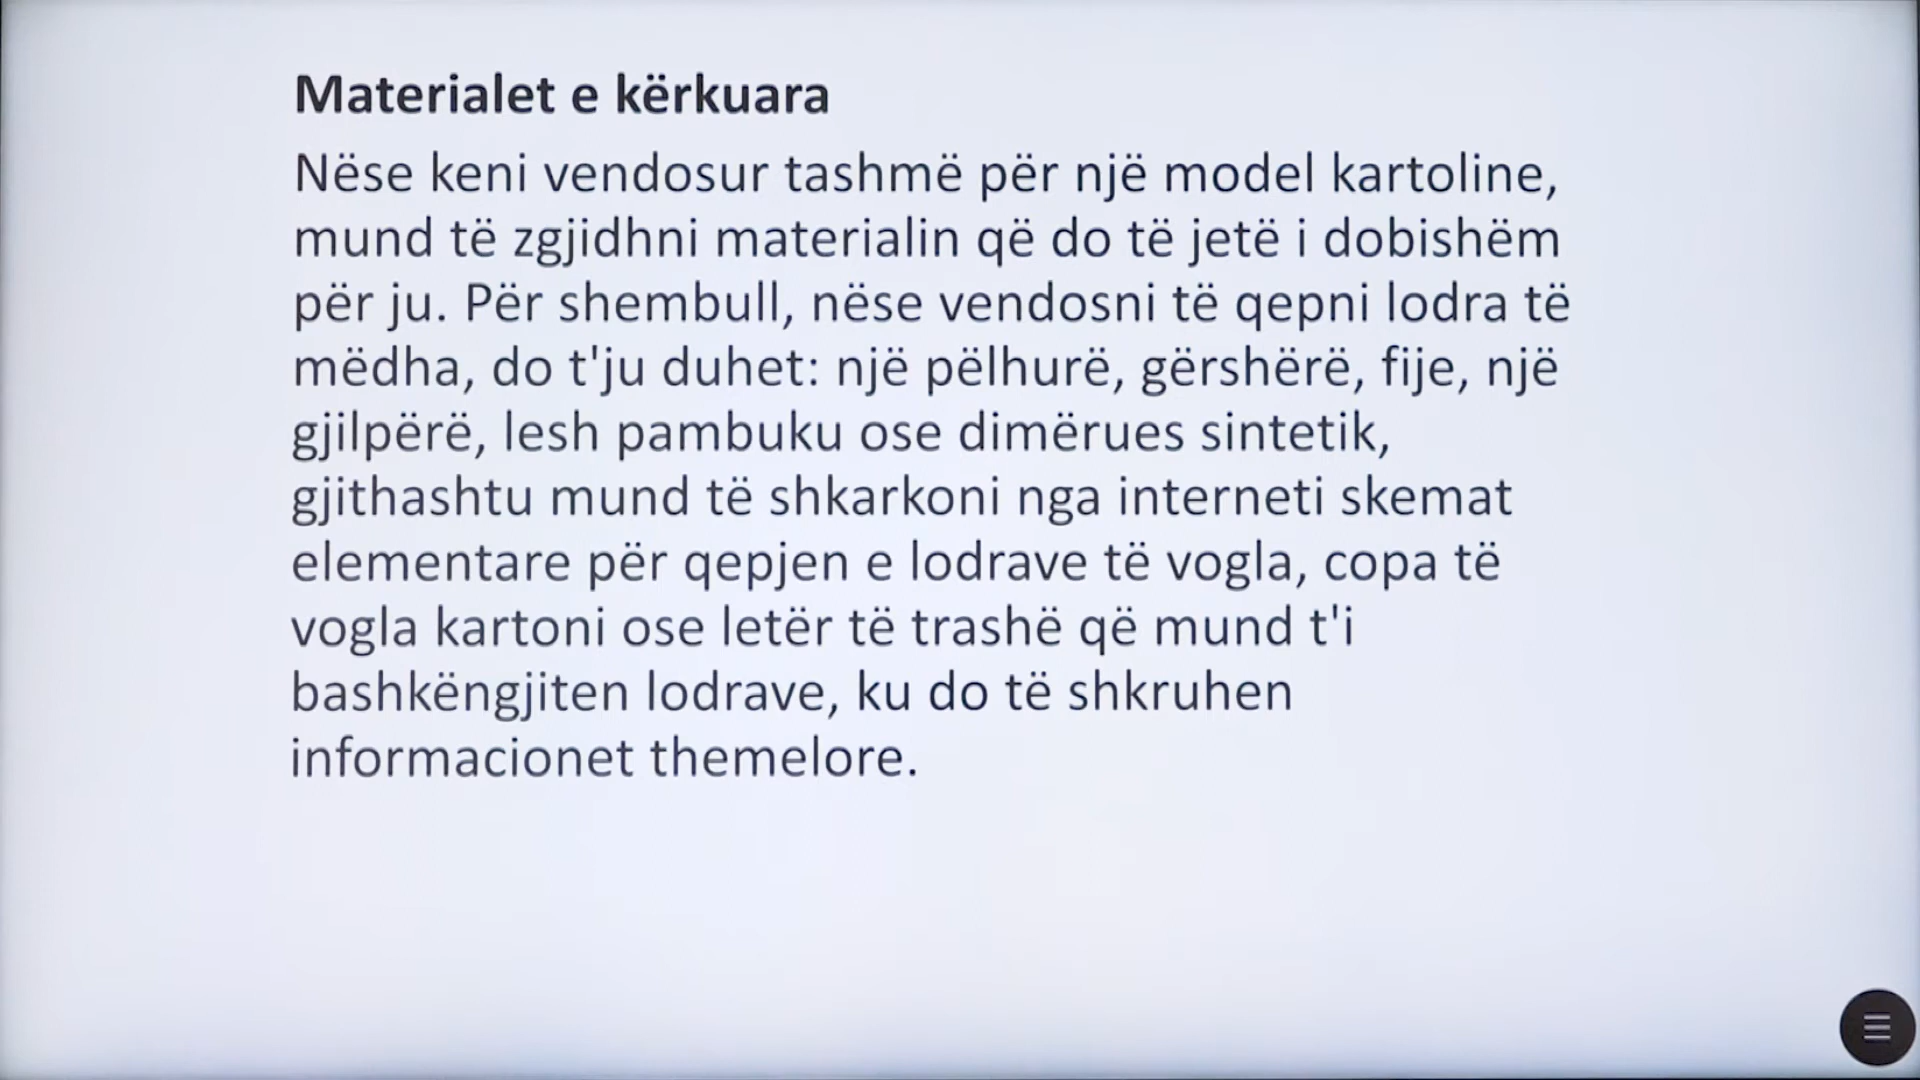 Materialet e kërkuara
Nëse keni vendosur tashmë për një model kartoline,
mund të zgjidhni materialin që do të jetë i dobishëm
për ju. Për shembull, nëse vendosni të qepni lodra të
mëdha, do t'ju duhet: një pëlhurë, gërshërë, fije, një
gjilpërë, lesh pambuku ose dimërues sintetik,
gjithashtu mund të shkarkoni nga interneti skemat
elementare për qepjen e lodrave të vogla, copa të
vogla kartoni ose letër të trashë që mund t'i
bashkëngjiten lodrave, ku do të shkruhen
informacionet themelore.